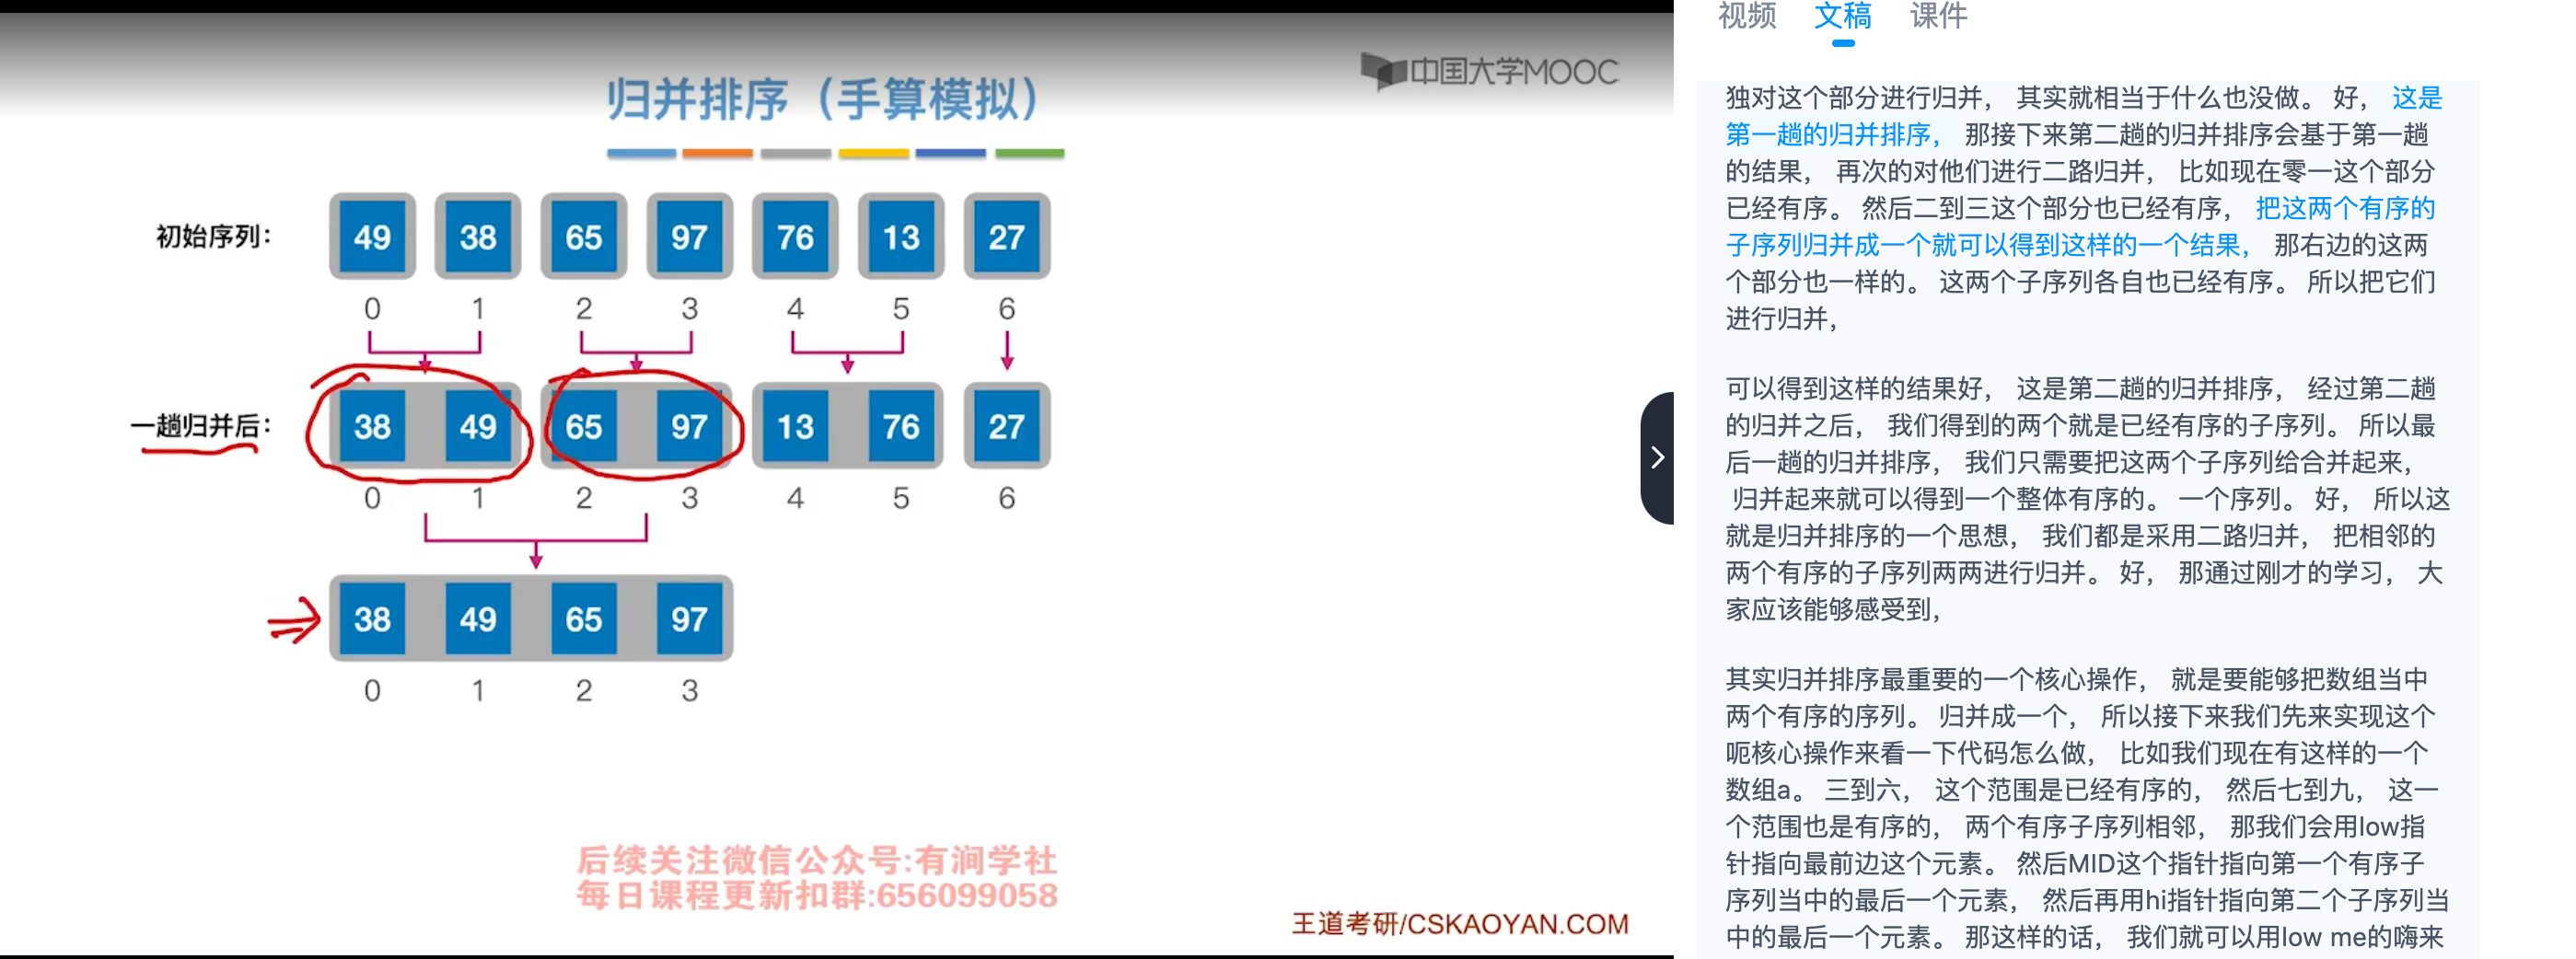 中国大学MOOC
归并排序（手算模拟）
初始序列：
49 38 65 97 76 13 27
0 1 2 3 4 5 6
一趟归并后：
38 49 65 97 13 76 27
0 1 2 3 4 5 6
38 49 65 97
0 1 2 3
后续关注微信公众号:有涧学社
每日课程更新扣群:656099058
王道考研/CSKAOYAN.COM
视频 文稿 课件
独对这个部分进行归并， 其实就相当于什么也没做。 好， 这是
第一趟的归并排序， 那接下来第二趟的归并排序会基于第一趟
的结果， 再次的对他们进行二路归并， 比如现在零一这个部分
已经有序。 然后二到三这个部分也已经有序， 把这两个有序的
子序列归并成一个就可以得到这样的一个结果， 那右边的这两
个部分也一样的。 这两个子序列各自也已经有序。 所以把它们
进行归并，
可以得到这样的结果好， 这是第二趟的归并排序， 经过第二趟
的归并之后， 我们得到的两个就是已经有序的子序列。 所以最
后一趟的归并排序， 我们只需要把这两个子序列给合并起来，
归并起来就可以得到一个整体有序的。 一个序列。 好， 所以这
就是归并排序的一个思想， 我们都是采用二路归并， 把相邻的
两个有序的子序列两两进行归并。 好， 那通过刚才的学习， 大
家应该能够感受到，
其实归并排序最重要的一个核心操作， 就是要能够把数组当中
两个有序的序列。 归并成一个， 所以接下来我们先来实现这个
呃核心操作来看一下代码怎么做， 比如我们现在有这样的一个
数组a。 三到六， 这个范围是已经有序的， 然后七到九， 这一
个范围也是有序的， 两个有序子序列相邻， 那我们会用low指
针指向最前边这个元素。 然后MID这个指针指向第一个有序子
序列当中的最后一个元素， 然后再用hi指针指向第二个子序列当
中的最后一个元素。 那这样的话， 我们就可以用low me的嗨来